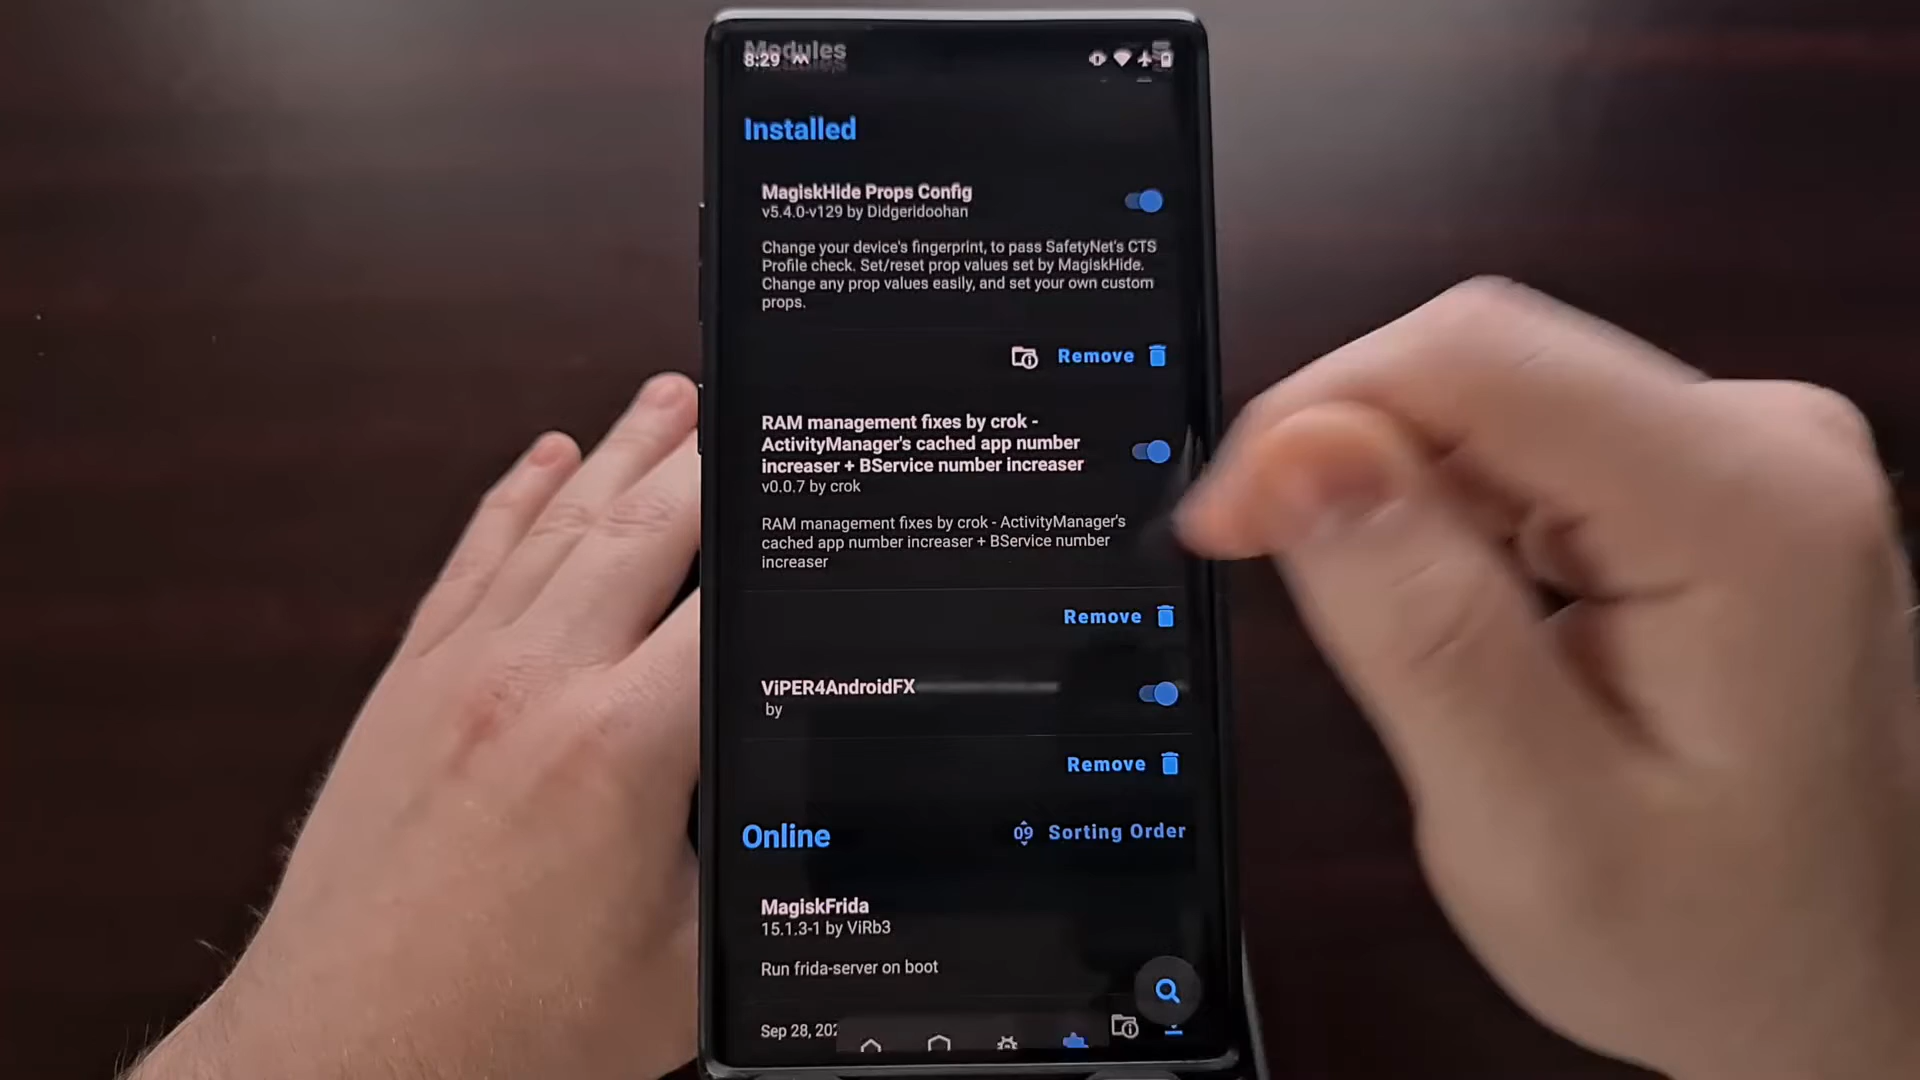 Modules
8:29
Installed
MagiskHide Props Config
v5.4.0-v129 by Didgeridoohan
Change your device's fingerprint, to pass SafetyNet's CTS
Profile check. Set/reset prop values set by MagiskHide.
Change any prop values easily, and set your own custom
props.
Remove
RAM management fixes by crok -
ActivityManager's cached app number
increaser + BService number increaser
v0.0.7 by crok
RAM management fixes by crok - ActivityManager's
cached app number increaser + BService number
increaser
Remove
ViPER4AndroidFX
by
Remove
Online
09 Sorting Order
MagiskFrida
15.1.3-1 by ViRb3
Run frida-server on boot
Sep 28, 202